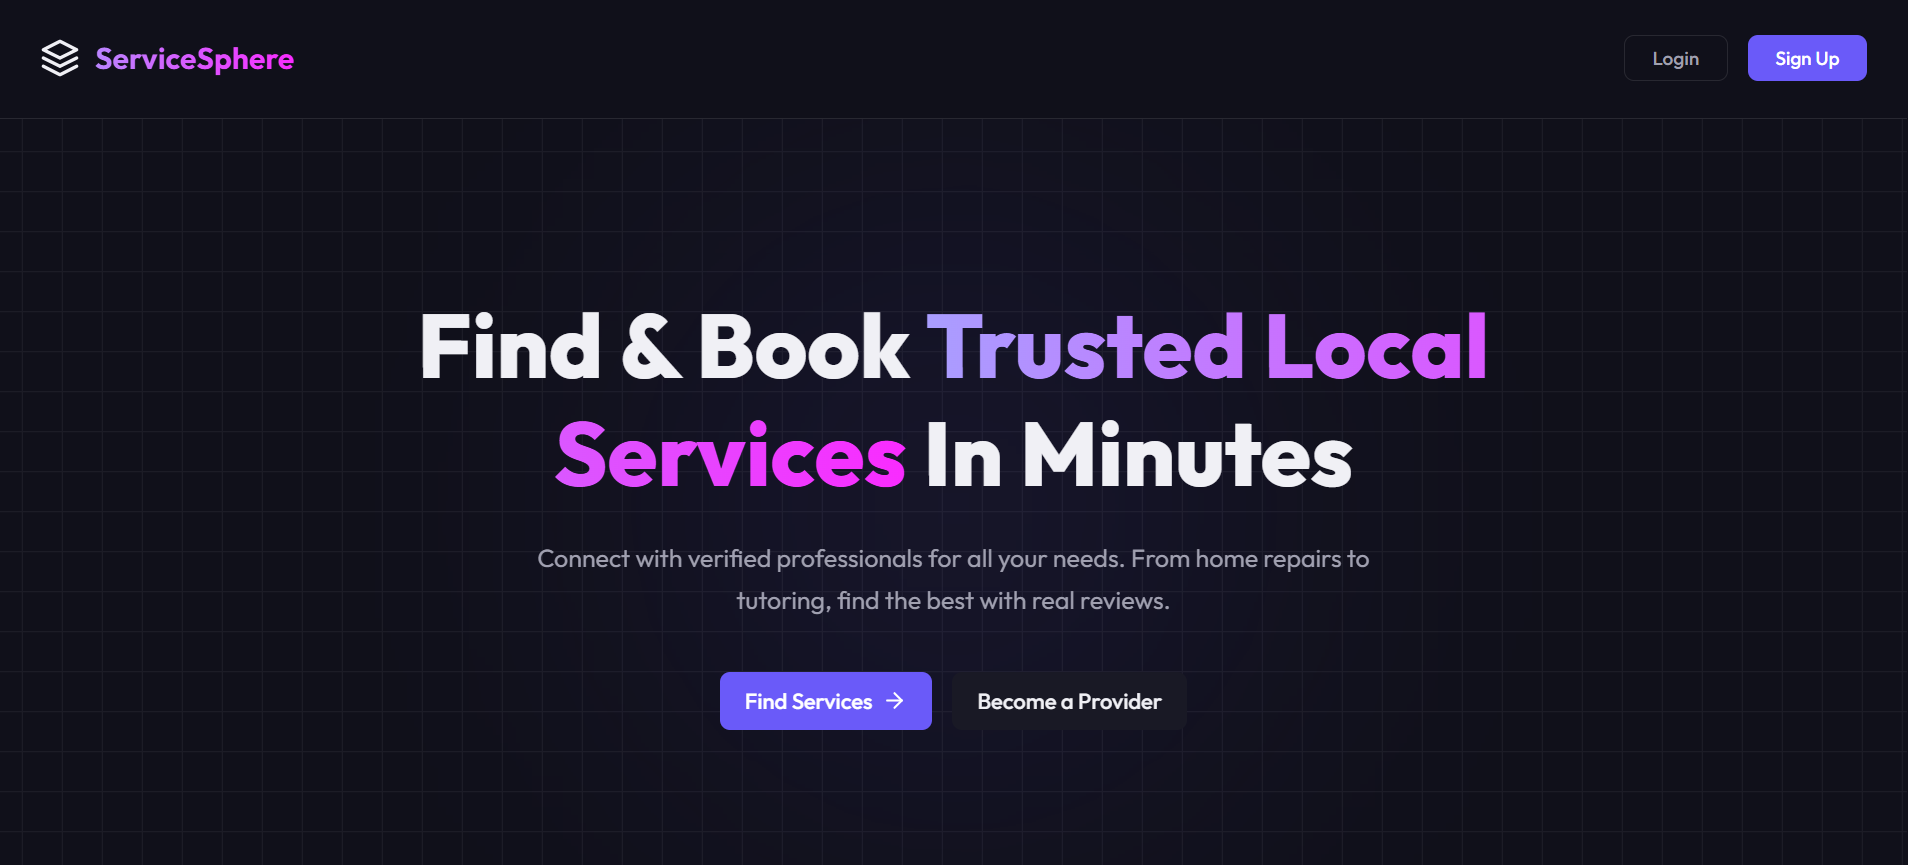 ServiceSphere
Login
Sign Up
Find & Book Trusted Local
Services In Minutes
Connect with verified professionals for all your needs. From home repairs to
tutoring, find the best with real reviews.
Find Services →
Become a Provider